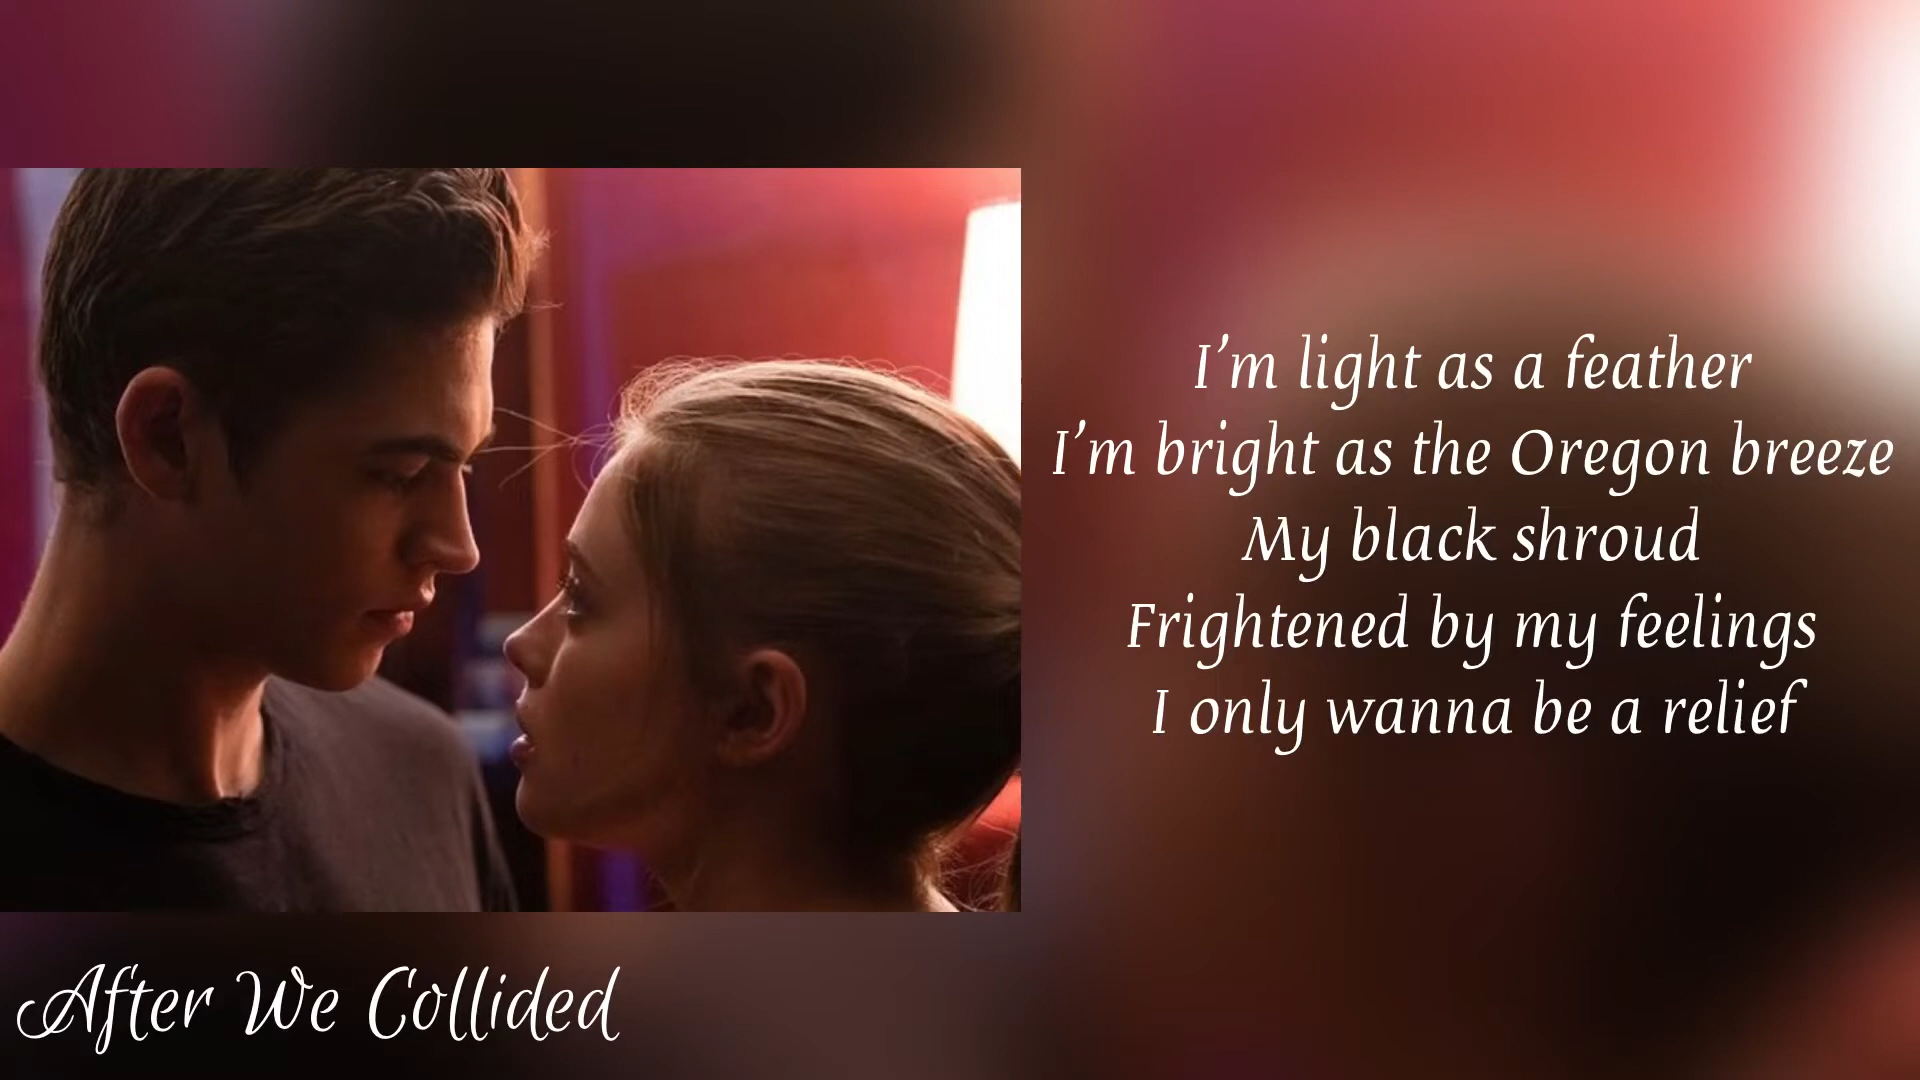 I’m light as a feather
I’m bright as the Oregon breeze
My black shroud
Frightened by my feelings
I only wanna be a relief
After We Collided